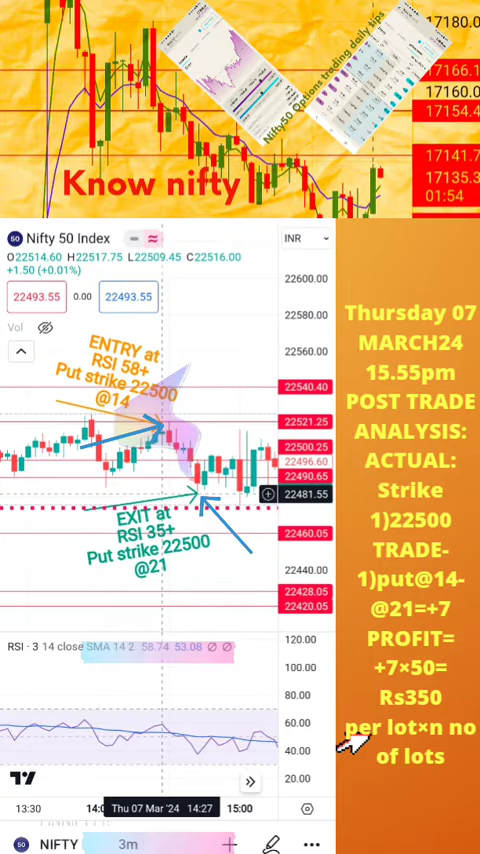 17180.0
17166.1
17160.0
17154.4
17141.7
17135.3
01:54
Nifty50 Options trading daily tips
Know nifty
50 Nifty 50 Index
INR
O22514.60 H22517.75 L22509.45 C22516.00
+1.50 (+0.01%)
22493.55 0.00 22493.55
Vol
22600.00
22580.00
22560.00
22540.40
22521.25
22500.25
22496.60
22490.65
22481.55
22460.05
22440.00
22428.05
22420.05
ENTRY at
RSI 58+
Put strike 22500
@14
EXIT at
RSI 35+
Put strike 22500
@21
RSI · 3 14 close SMA 14 2 58.74 53.08 ∅ ∅
120.00
100.00
80.00
60.00
40.00
20.00
13:30
14:0
Thu 07 Mar '24 14:27
15:00
50 NIFTY 3m
Thursday 07
MARCH24
15.55pm
POST TRADE
ANALYSIS:
ACTUAL:
Strike
1)22500
TRADE-
1)put@14-
@21=+7
PROFIT=
+7×50=
Rs350
per lot×n no
of lots